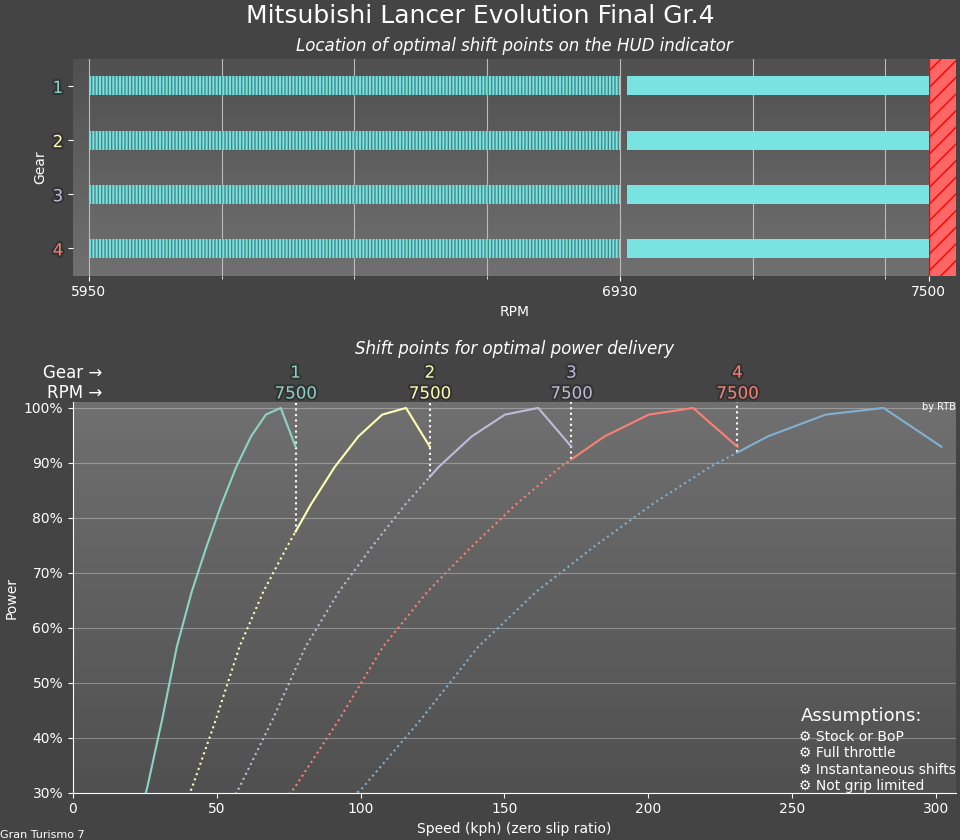 Mitsubishi Lancer Evolution Final Gr.4
Location of optimal shift points on the HUD indicator
Gear
1
2
3
4
5950 6930 7500
RPM
Shift points for optimal power delivery
Gear → 1 2 3 4
RPM → 7500 7500 7500 7500
by RTB
Power
100%
90%
80%
70%
60%
50%
40%
30%
Assumptions:
⚙ Stock or BoP
⚙ Full throttle
⚙ Instantaneous shifts
⚙ Not grip limited
0 50 100 150 200 250 300
Speed (kph) (zero slip ratio)
Gran Turismo 7